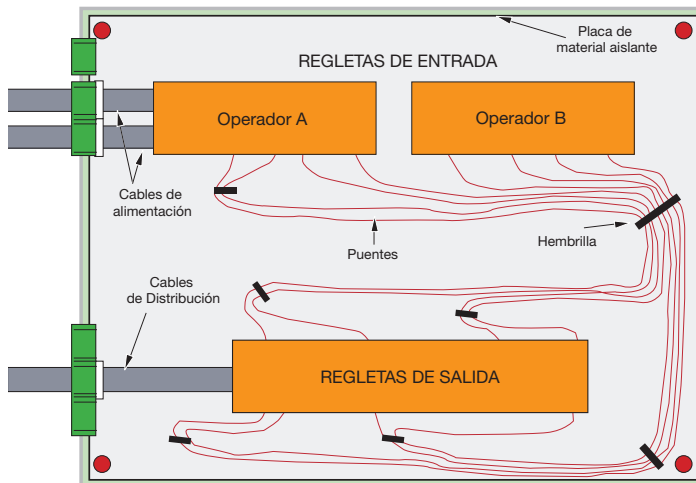 Placa de
material aislante
REGLETAS DE ENTRADA
Operador A
Operador B
Cables de
alimentación
Puentes
Hembrilla
Cables
de Distribución
REGLETAS DE SALIDA